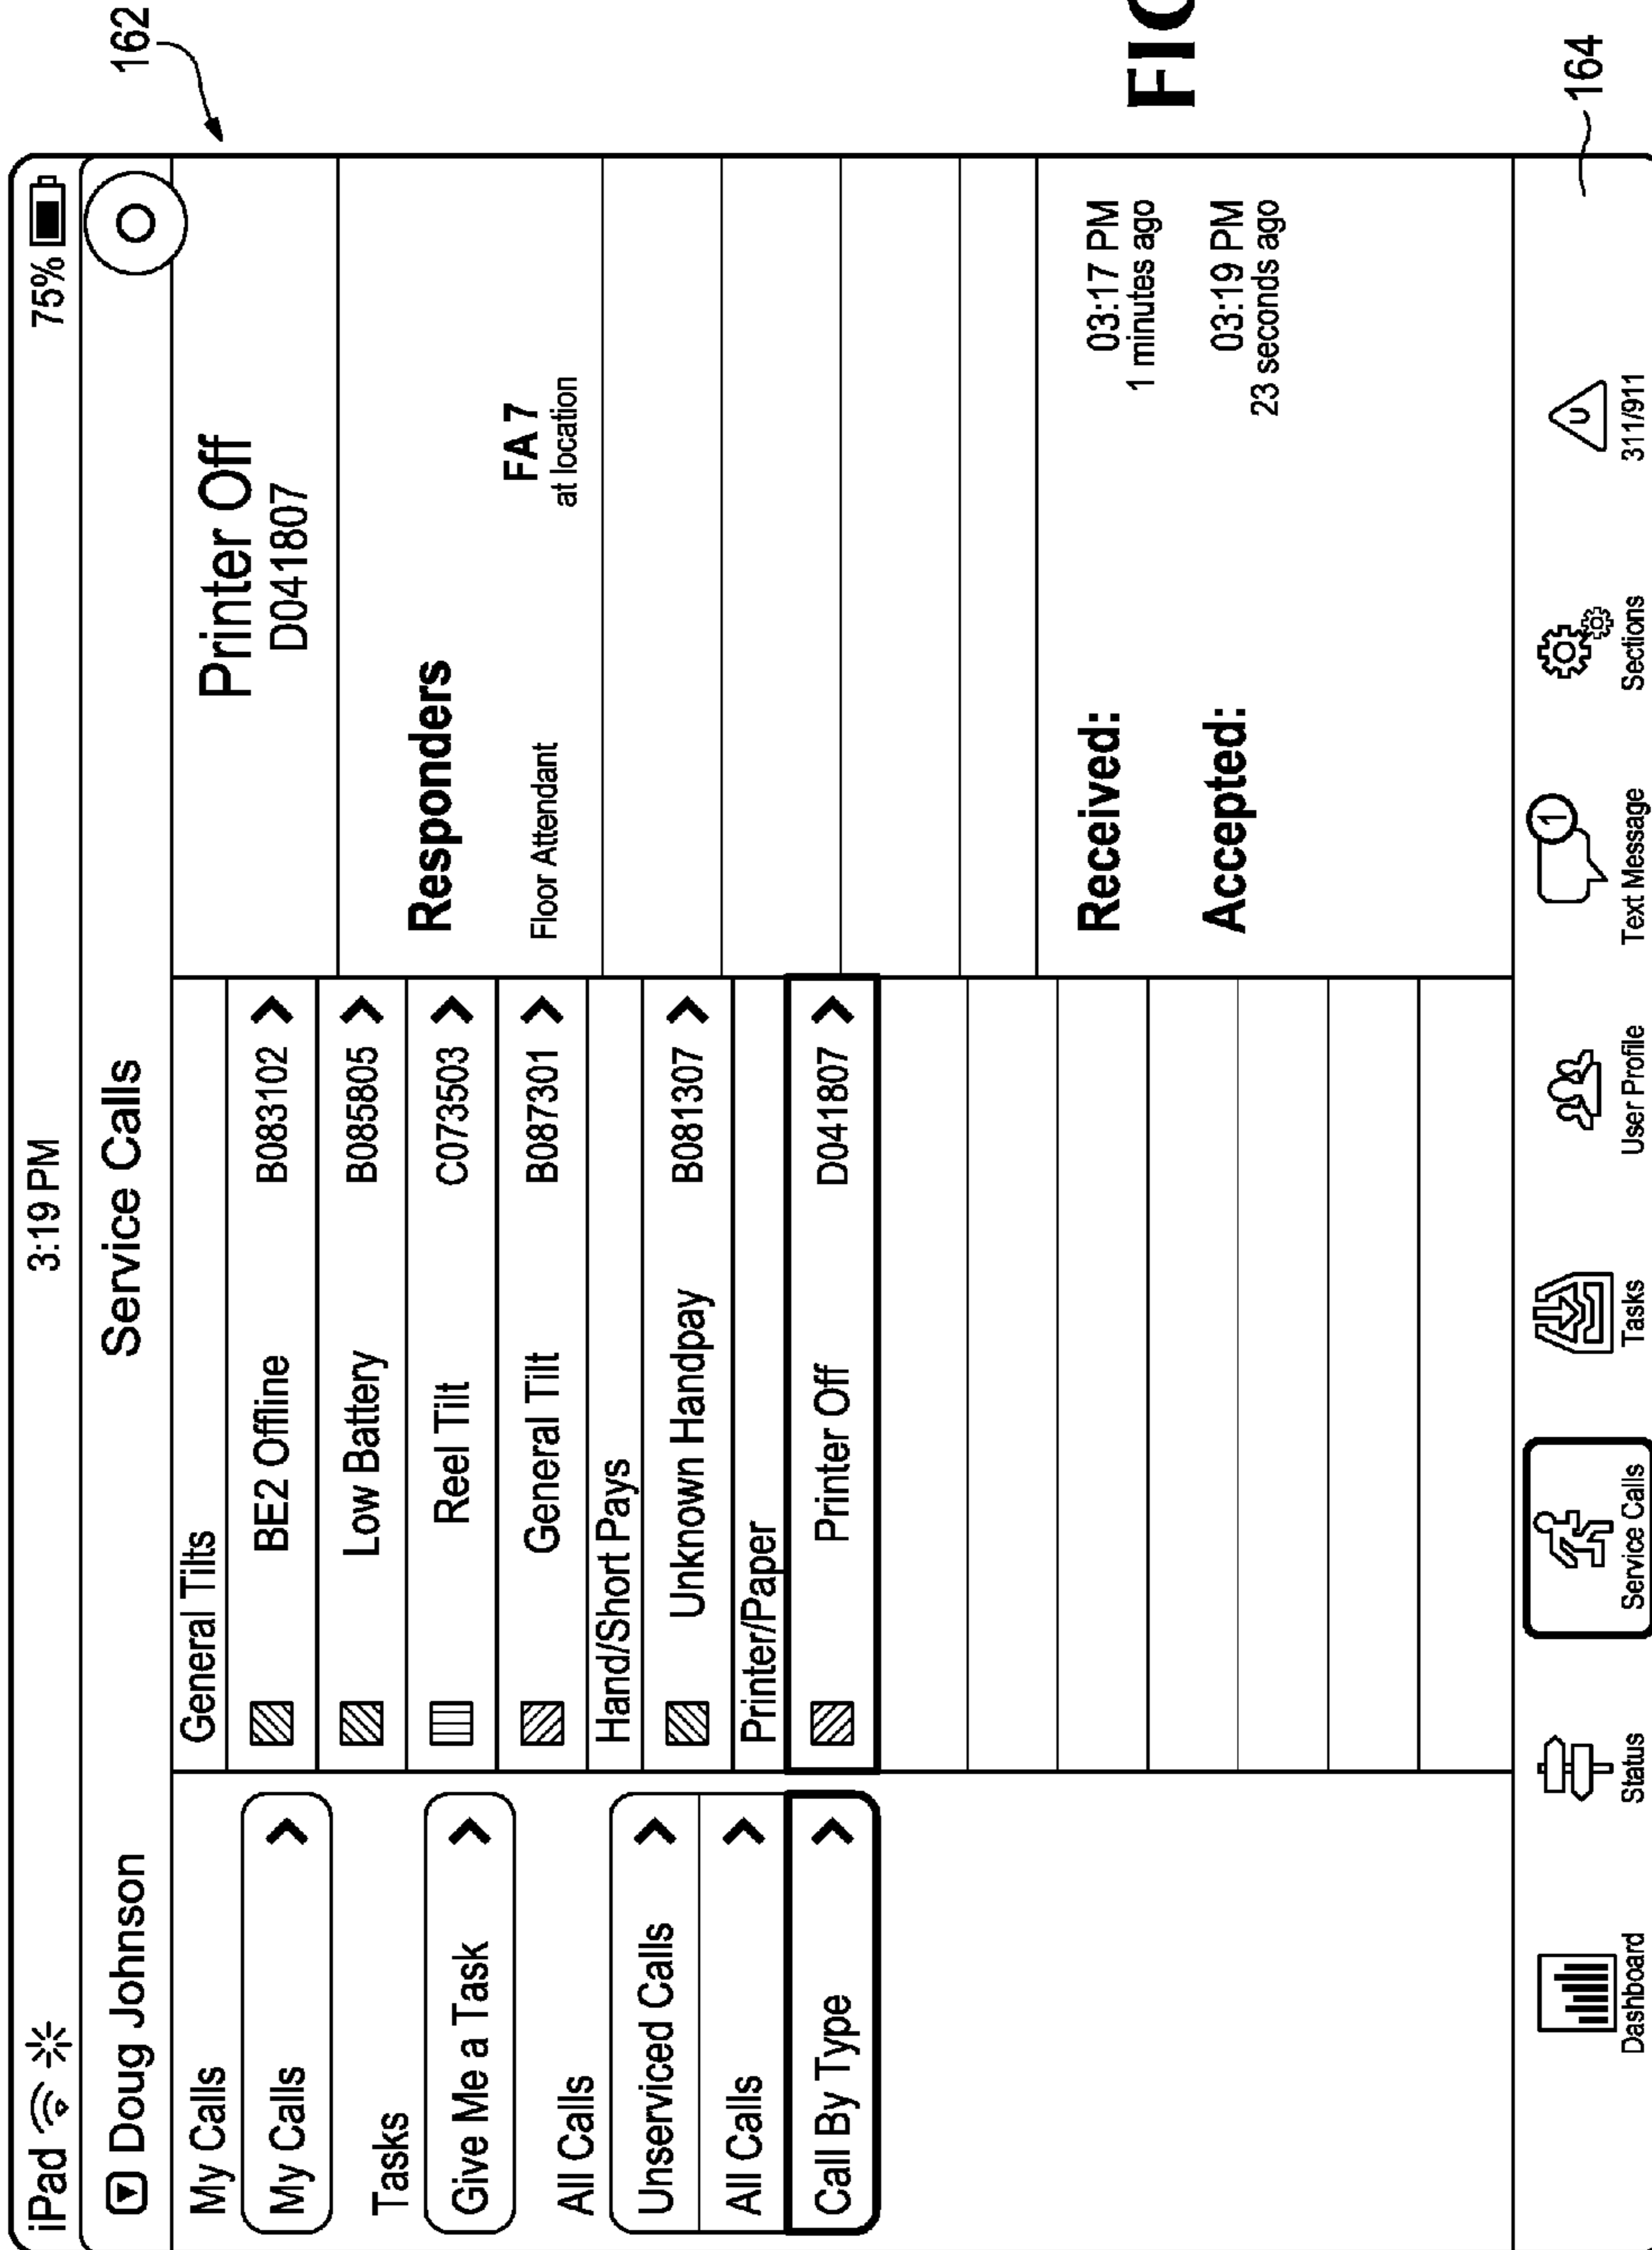 iPad 3:19 PM 75%
Doug Johnson Service Calls
162
My Calls
My Calls
Tasks
Give Me a Task
All Calls
Unserviced Calls
All Calls
Call By Type
General Tilts
BE2 Offline B083102
Low Battery B085805
Reel Tilt C073503
General Tilt B087301
Hand/Short Pays
Unknown Handpay B081307
Printer/Paper
Printer Off D041807
Printer Off
D041807
Responders
Floor Attendant FA 7
at location
Received: 03:17 PM
1 minutes ago
Accepted: 03:19 PM
23 seconds ago
Dashboard
Status
Service Calls
Tasks
User Profile
1
Text Message
Sections
311/911
164